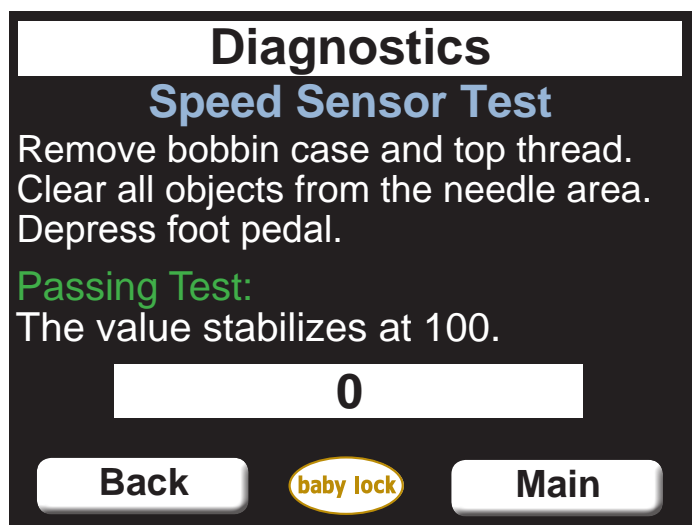 Diagnostics
Speed Sensor Test
Remove bobbin case and top thread.
Clear all objects from the needle area.
Depress foot pedal.
Passing Test:
The value stabilizes at 100.
0
Back
baby lock
Main